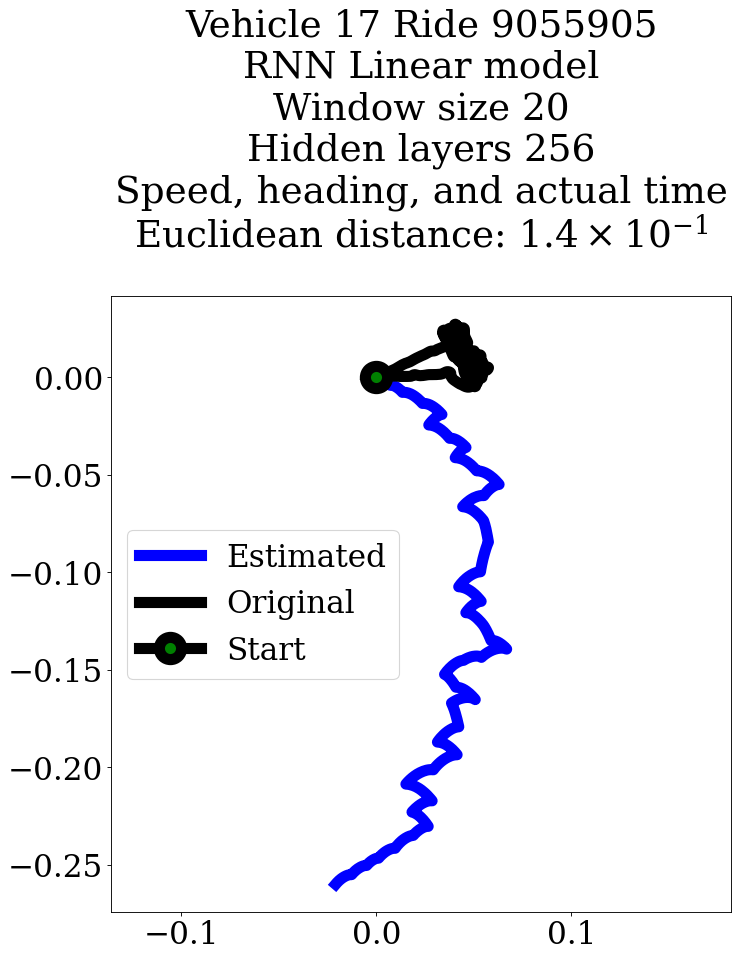 Vehicle 17 Ride 9055905
RNN Linear model
Window size 20
Hidden layers 256
Speed, heading, and actual time
Euclidean distance: 1.4 × 10⁻¹
0.00
−0.05
−0.10
−0.15
−0.20
−0.25
Estimated
Original
Start
−0.1
0.0
0.1